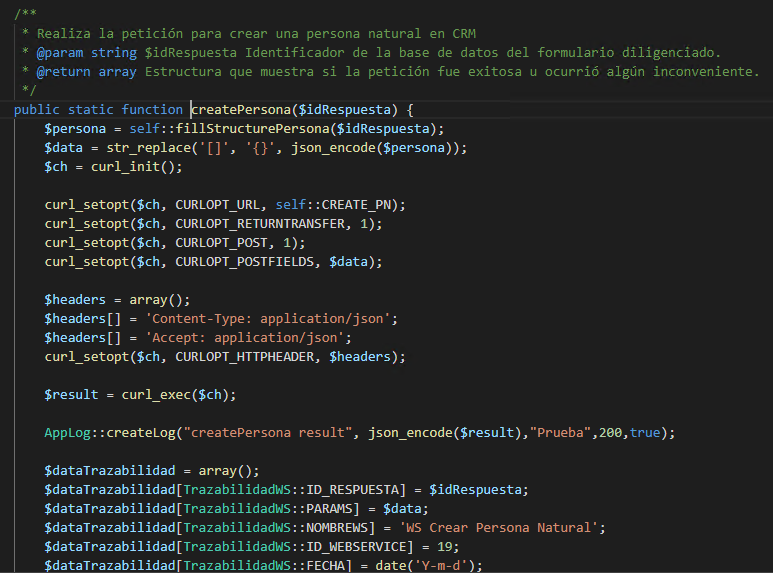 /**
 * Realiza la petición para crear una persona natural en CRM
 * @param string $idRespuesta Identificador de la base de datos del formulario diligenciado.
 * @return array Estructura que muestra si la petición fue exitosa u ocurrió algún inconveniente.
 */
public static function createPersona($idRespuesta) {
    $persona = self::fillStructurePersona($idRespuesta);
    $data = str_replace('[]', '{}', json_encode($persona));
    $ch = curl_init();

    curl_setopt($ch, CURLOPT_URL, self::CREATE_PN);
    curl_setopt($ch, CURLOPT_RETURNTRANSFER, 1);
    curl_setopt($ch, CURLOPT_POST, 1);
    curl_setopt($ch, CURLOPT_POSTFIELDS, $data);

    $headers = array();
    $headers[] = 'Content-Type: application/json';
    $headers[] = 'Accept: application/json';
    curl_setopt($ch, CURLOPT_HTTPHEADER, $headers);

    $result = curl_exec($ch);

    AppLog::createLog("createPersona result", json_encode($result),"Prueba",200,true);

    $dataTrazabilidad = array();
    $dataTrazabilidad[TrazabilidadWS::ID_RESPUESTA] = $idRespuesta;
    $dataTrazabilidad[TrazabilidadWS::PARAMS] = $data;
    $dataTrazabilidad[TrazabilidadWS::NOMBREWS] = 'WS Crear Persona Natural';
    $dataTrazabilidad[TrazabilidadWS::ID_WEBSERVICE] = 19;
    $dataTrazabilidad[TrazabilidadWS::FECHA] = date('Y-m-d');